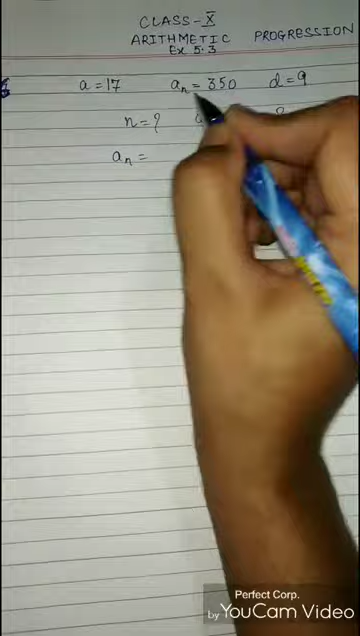 CLASS-X
ARITHMETIC PROGRESSION
Ex 5.3
a = 17 aₙ = 350 d = 9
n = ?
aₙ =
Perfect Corp.
by YouCam Video